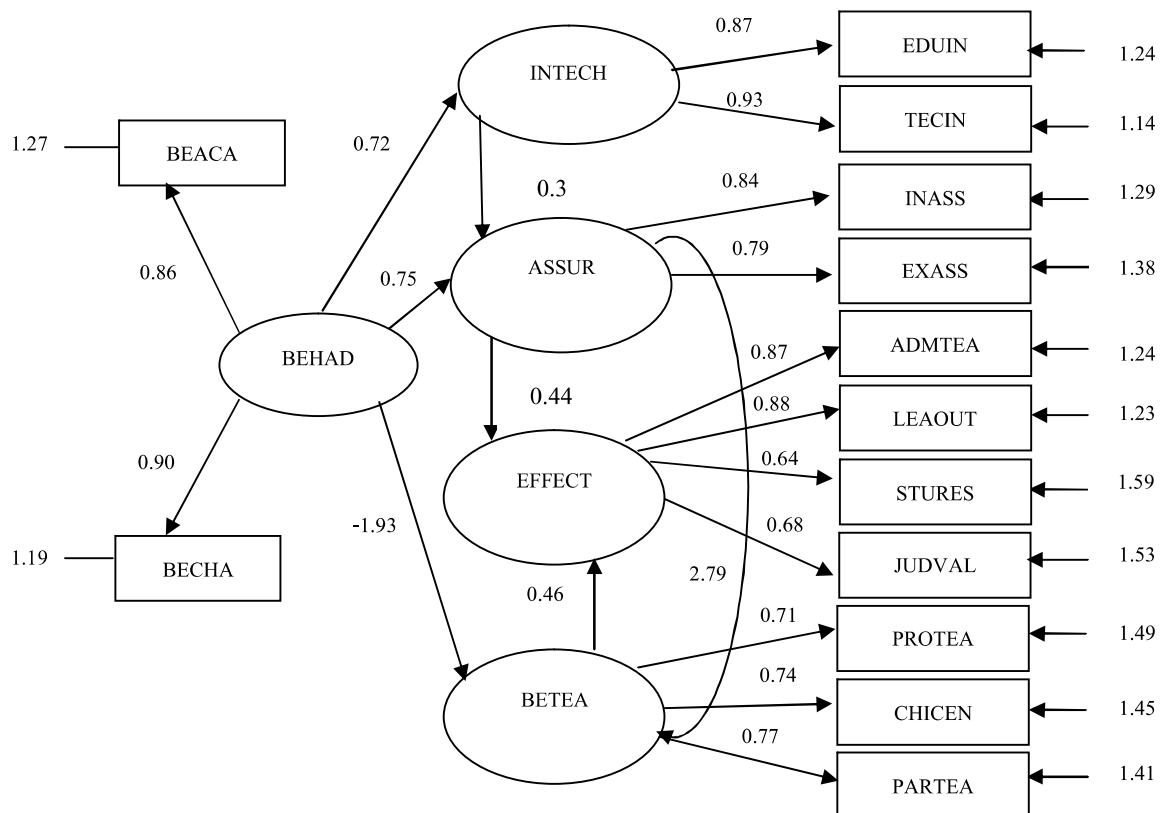 0.87
EDUIN
1.24
INTECH
0.93
TECIN
1.14
1.27
BEACA
0.72
0.3
0.84
INASS
1.29
ASSUR
0.79
EXASS
1.38
0.86
0.75
BEHAD
0.87
ADMTEA
1.24
0.44
0.88
LEAOUT
1.23
0.90
EFFECT
0.64
STURES
1.59
-1.93
0.68
JUDVAL
1.53
1.19
BECHA
0.46
2.79
0.71
PROTEA
1.49
BETEA
0.74
CHICEN
1.45
0.77
PARTEA
1.41